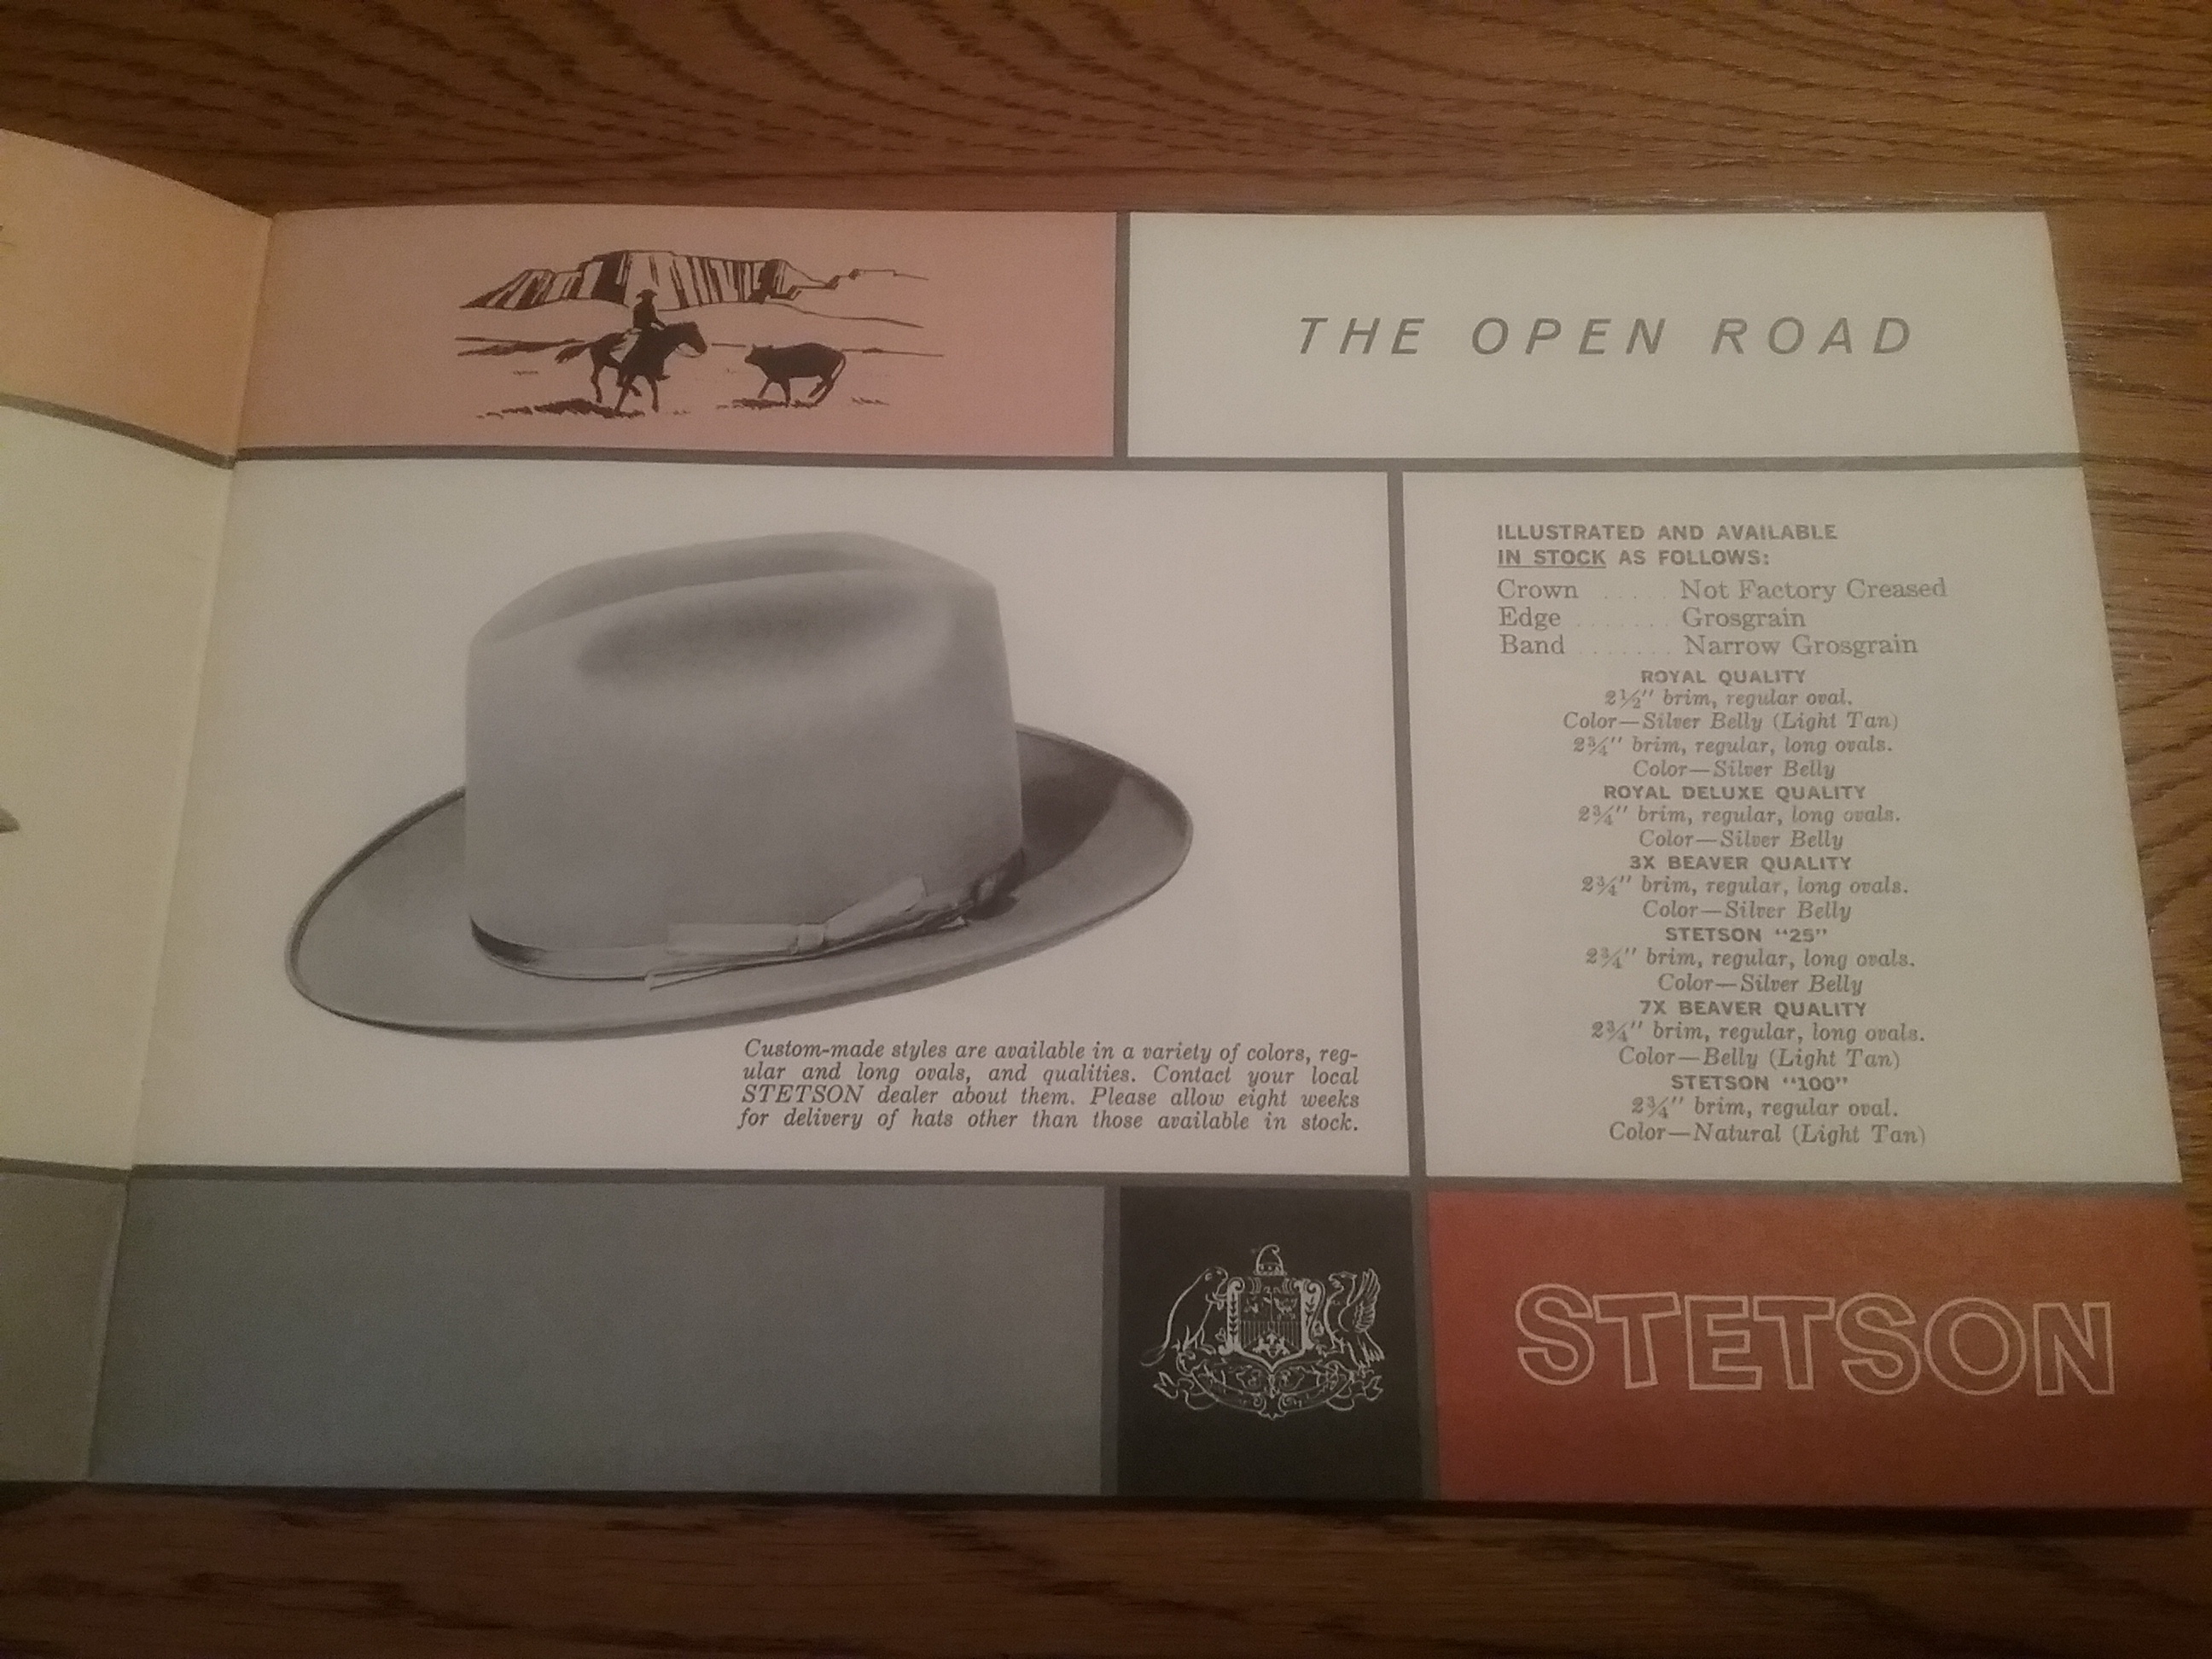 THE OPEN ROAD
ILLUSTRATED AND AVAILABLE
IN STOCK AS FOLLOWS:
Crown ..... Not Factory Creased
Edge ....... Grosgrain
Band ....... Narrow Grosgrain
ROYAL QUALITY
2½" brim, regular oval.
Color—Silver Belly (Light Tan)
2¾" brim, regular, long ovals.
Color—Silver Belly
ROYAL DELUXE QUALITY
2¾" brim, regular, long ovals.
Color—Silver Belly
3X BEAVER QUALITY
2¾" brim, regular, long ovals.
Color—Silver Belly
STETSON "25"
2¾" brim, regular, long ovals.
Color—Silver Belly
7X BEAVER QUALITY
2¾" brim, regular, long ovals.
Color—Belly (Light Tan)
STETSON "100"
2¾" brim, regular oval.
Color—Natural (Light Tan)
Custom-made styles are available in a variety of colors, reg-
ular and long ovals, and qualities. Contact your local
STETSON dealer about them. Please allow eight weeks
for delivery of hats other than those available in stock.
STETSON